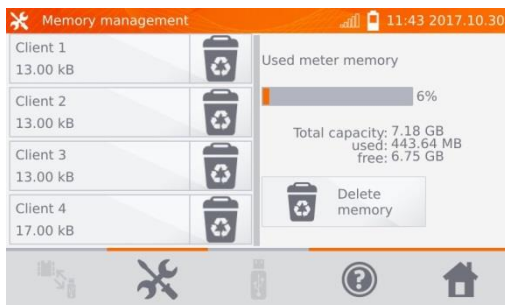 Memory management
11:43 2017.10.30
Client 1
13.00 kB
Client 2
13.00 kB
Client 3
13.00 kB
Client 4
17.00 kB
Used meter memory
6%
Total capacity: 7.18 GB
used: 443.64 MB
free: 6.75 GB
Delete
memory
?